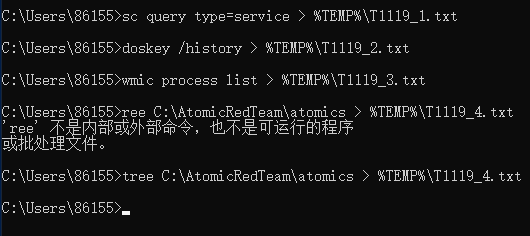 C:\Users\86155>sc query type=service > %TEMP%\T1119_1.txt
C:\Users\86155>doskey /history > %TEMP%\T1119_2.txt
C:\Users\86155>wmic process list > %TEMP%\T1119_3.txt
C:\Users\86155>ree C:\AtomicRedTeam\atomics > %TEMP%\T1119_4.txt
'ree' 不是内部或外部命令，也不是可运行的程序
或批处理文件。
C:\Users\86155>tree C:\AtomicRedTeam\atomics > %TEMP%\T1119_4.txt
C:\Users\86155>